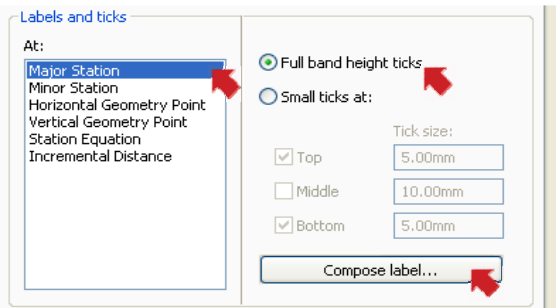 Labels and ticks
At:
Major Station
Minor Station
Horizontal Geometry Point
Vertical Geometry Point
Station Equation
Incremental Distance
Full band height ticks
Small ticks at:
Tick size:
Top 5.00mm
Middle 10.00mm
Bottom 5.00mm
Compose label...